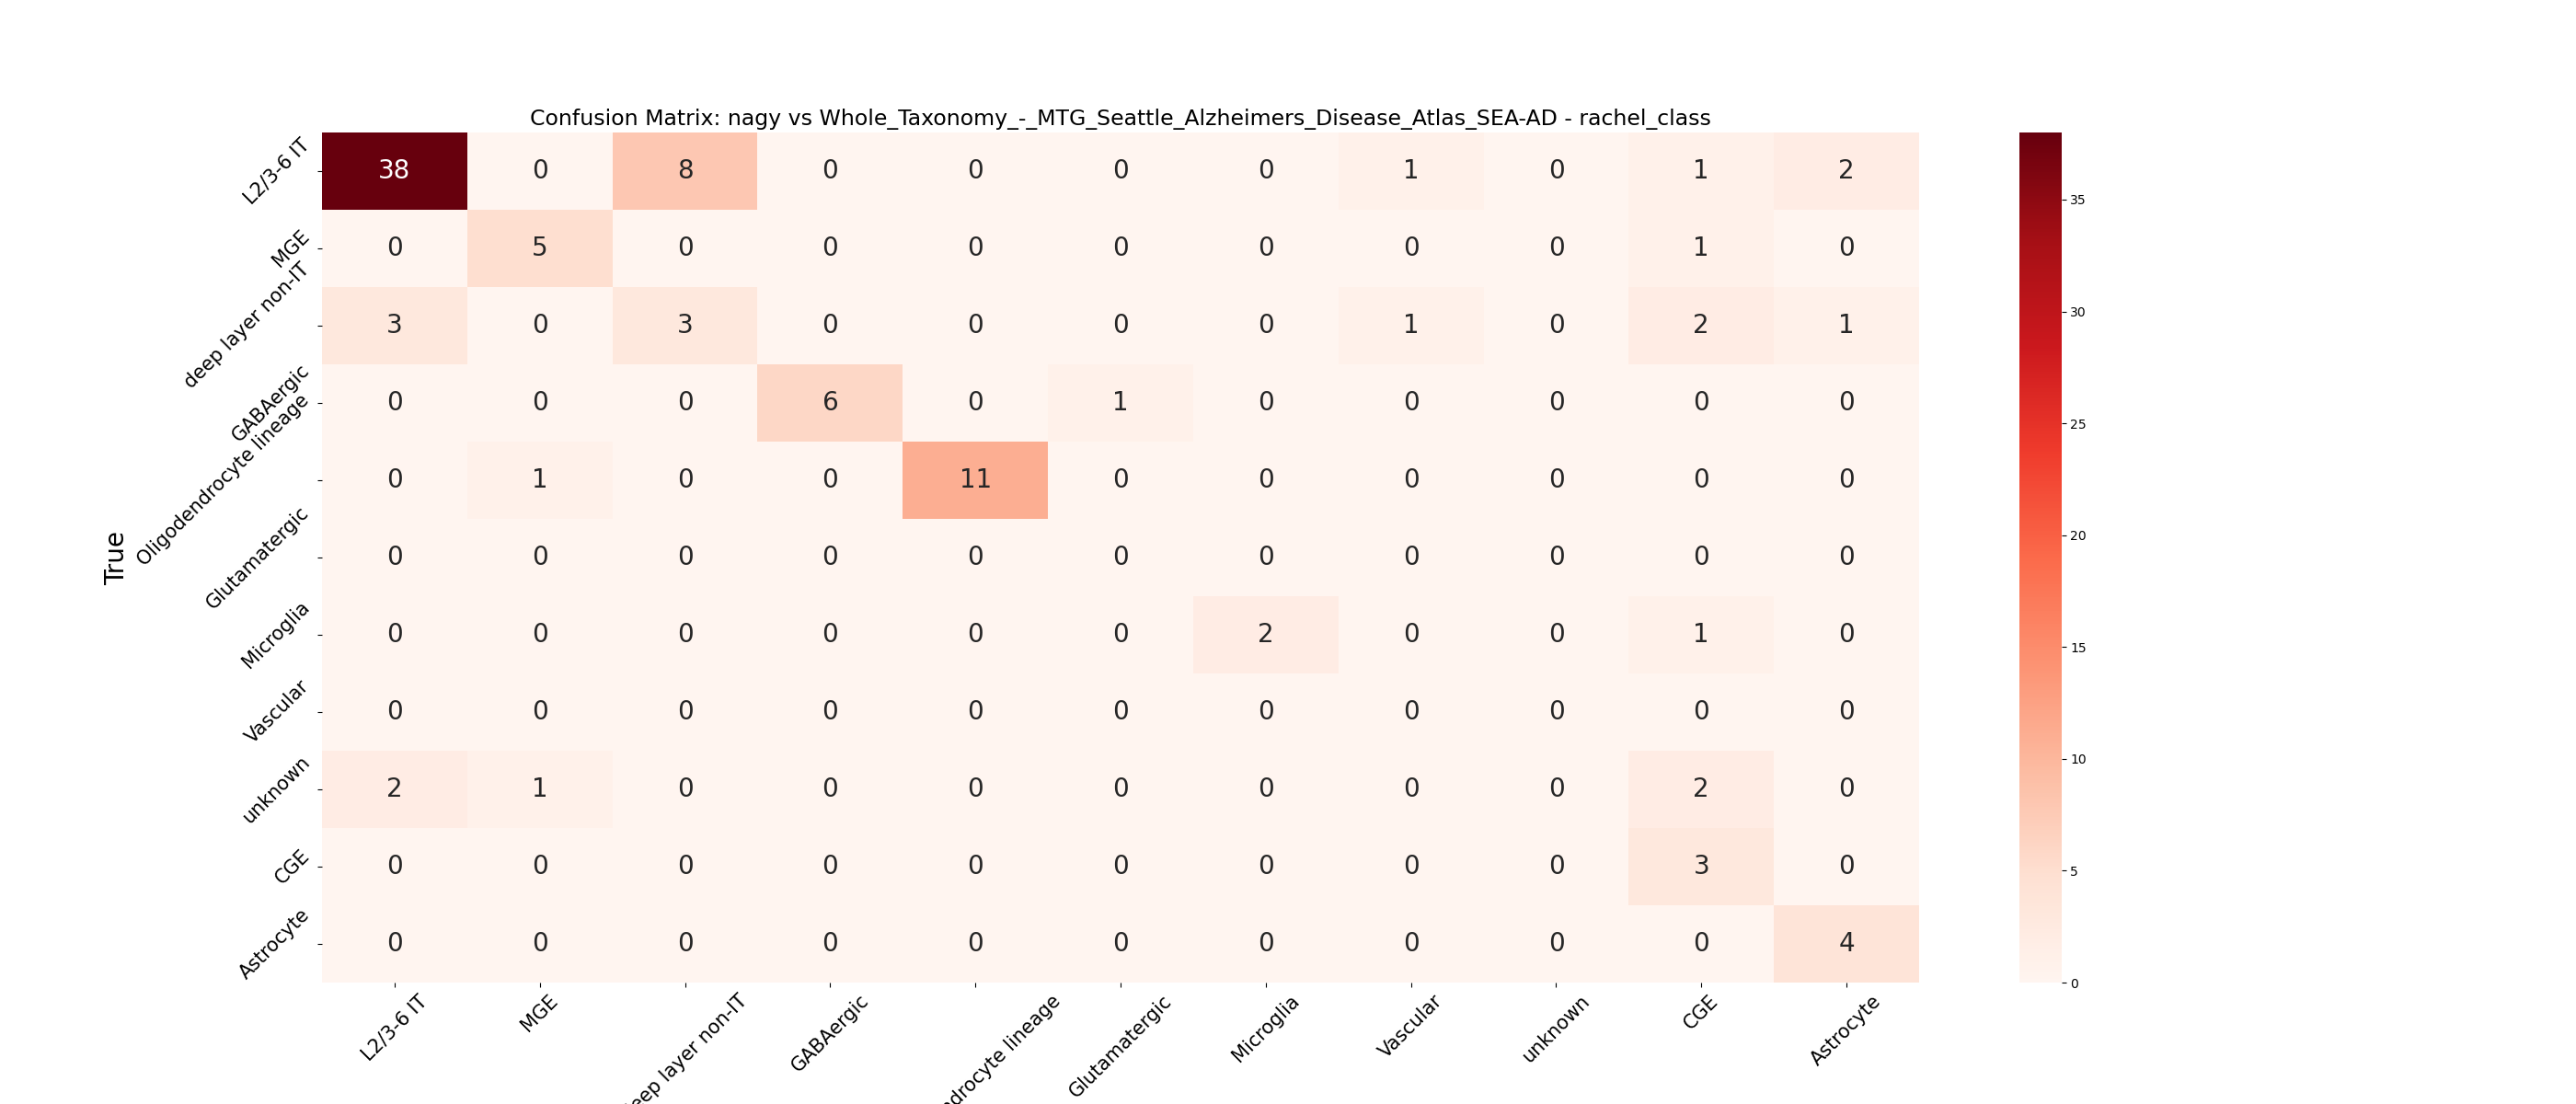 Confusion Matrix: nagy vs Whole_Taxonomy_-_MTG_Seattle_Alzheimers_Disease_Atlas_SEA-AD - rachel_class
L2/3-6 IT 38 0 8 0 0 0 0 1 0 1 2
MGE 0 5 0 0 0 0 0 0 0 1 0
deep layer non-IT 3 0 3 0 0 0 0 1 0 2 1
GABAergic 0 0 0 6 0 1 0 0 0 0 0
Oligodendrocyte lineage 0 1 0 0 11 0 0 0 0 0 0
Glutamatergic 0 0 0 0 0 0 0 0 0 0 0
Microglia 0 0 0 0 0 0 2 0 0 1 0
Vascular 0 0 0 0 0 0 0 0 0 0 0
unknown 2 1 0 0 0 0 0 0 0 2 0
CGE 0 0 0 0 0 0 0 0 0 3 0
Astrocyte 0 0 0 0 0 0 0 0 0 0 4
True
L2/3-6 IT MGE eep layer non-IT GABAergic ndrocyte lineage Glutamatergic Microglia Vascular unknown CGE Astrocyte
35
30
25
20
15
10
5
0